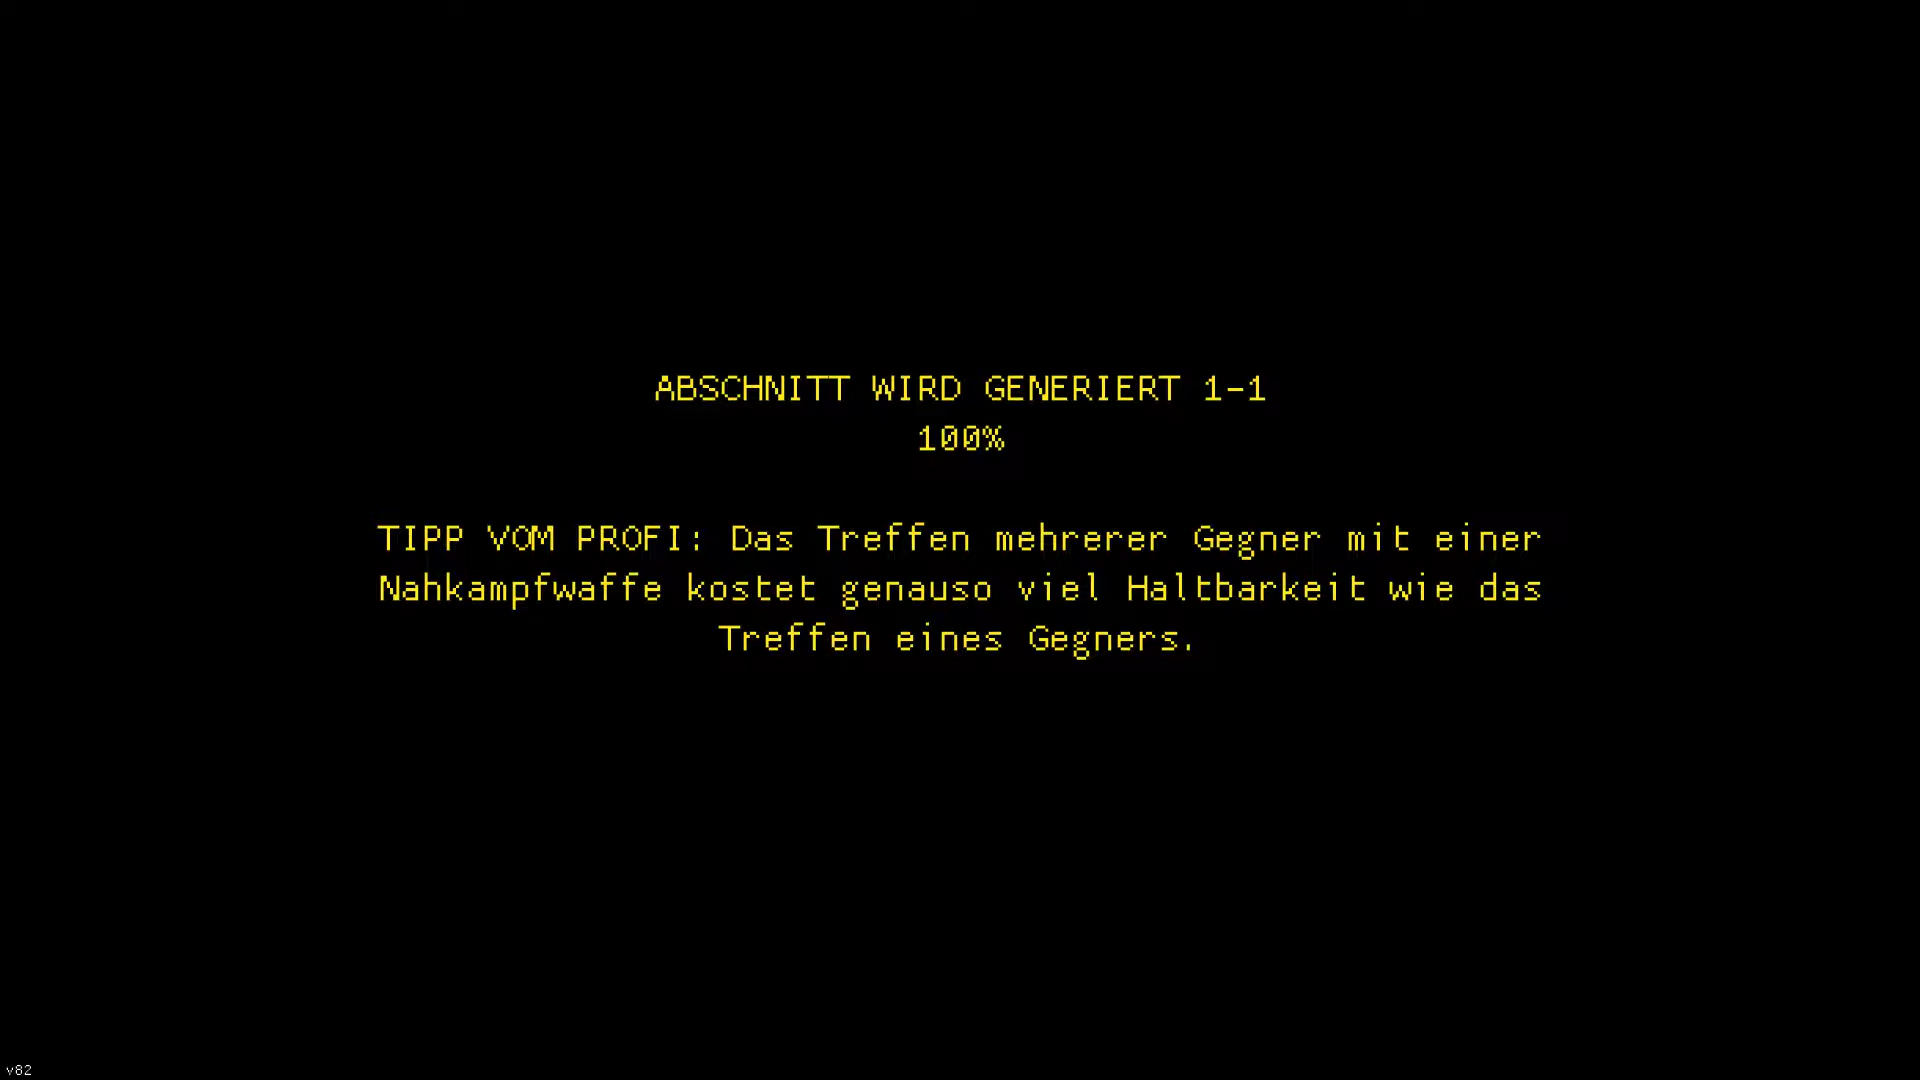 ABSCHNITT WIRD GENERIERT 1-1
100%
TIPP VOM PROFI: Das Treffen mehrerer Gegner mit einer
Nahkampfwaffe kostet genauso viel Haltbarkeit wie das
Treffen eines Gegners.
v82